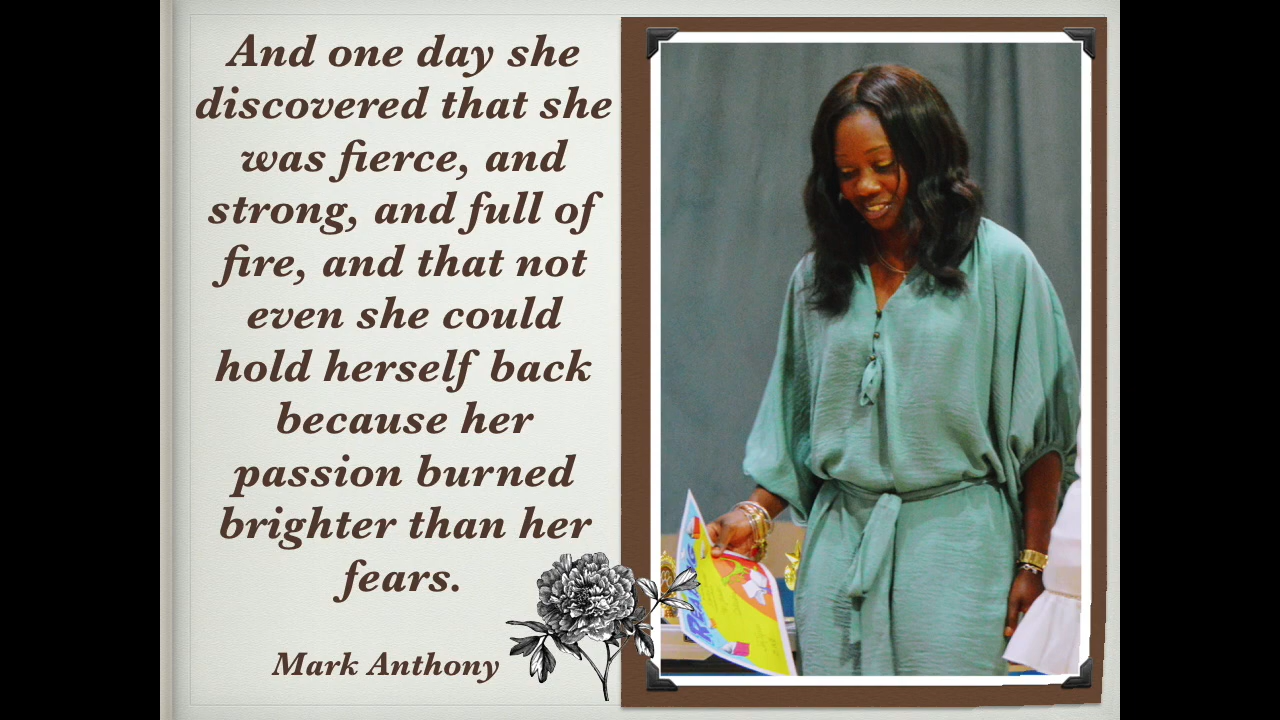 And one day she
discovered that she
was fierce, and
strong, and full of
fire, and that not
even she could
hold herself back
because her
passion burned
brighter than her
fears.
Mark Anthony